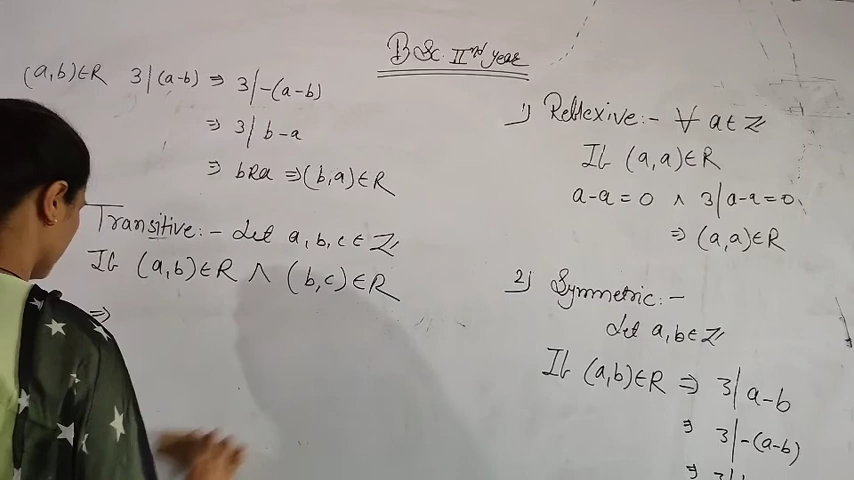 BSc. IInd year
(a,b)∈R 3|(a-b) ⇒ 3|-(a-b)
⇒ 3|b-a
⇒ bRa ⇒ (b,a)∈R
Transitive:- Let a,b,c∈Z
If (a,b)∈R ∧ (b,c)∈R
⇒
1) Reflexive:- ∀ a∈Z
If (a,a)∈R
a-a=0 ∧ 3|a-a=0
⇒ (a,a)∈R
2) Symmetric:-
Let a,b∈Z
If (a,b)∈R ⇒ 3|a-b
⇒ 3|-(a-b)
⇒